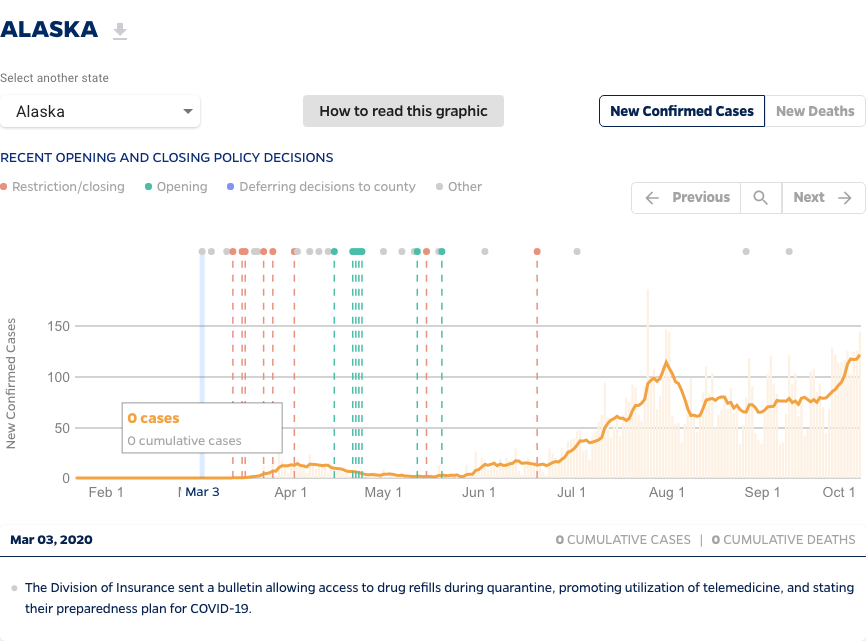 ALASKA
Select another state
Alaska
How to read this graphic
New Confirmed Cases
New Deaths
RECENT OPENING AND CLOSING POLICY DECISIONS
Restriction/closing
Opening
Deferring decisions to county
Other
Previous
Next
New Confirmed Cases
150
100
50
0
0 cases
0 cumulative cases
Feb 1
Mar 3
Apr 1
May 1
Jun 1
Jul 1
Aug 1
Sep 1
Oct 1
Mar 03, 2020
0 CUMULATIVE CASES | 0 CUMULATIVE DEATHS
The Division of Insurance sent a bulletin allowing access to drug refills during quarantine, promoting utilization of telemedicine, and stating
their preparedness plan for COVID-19.